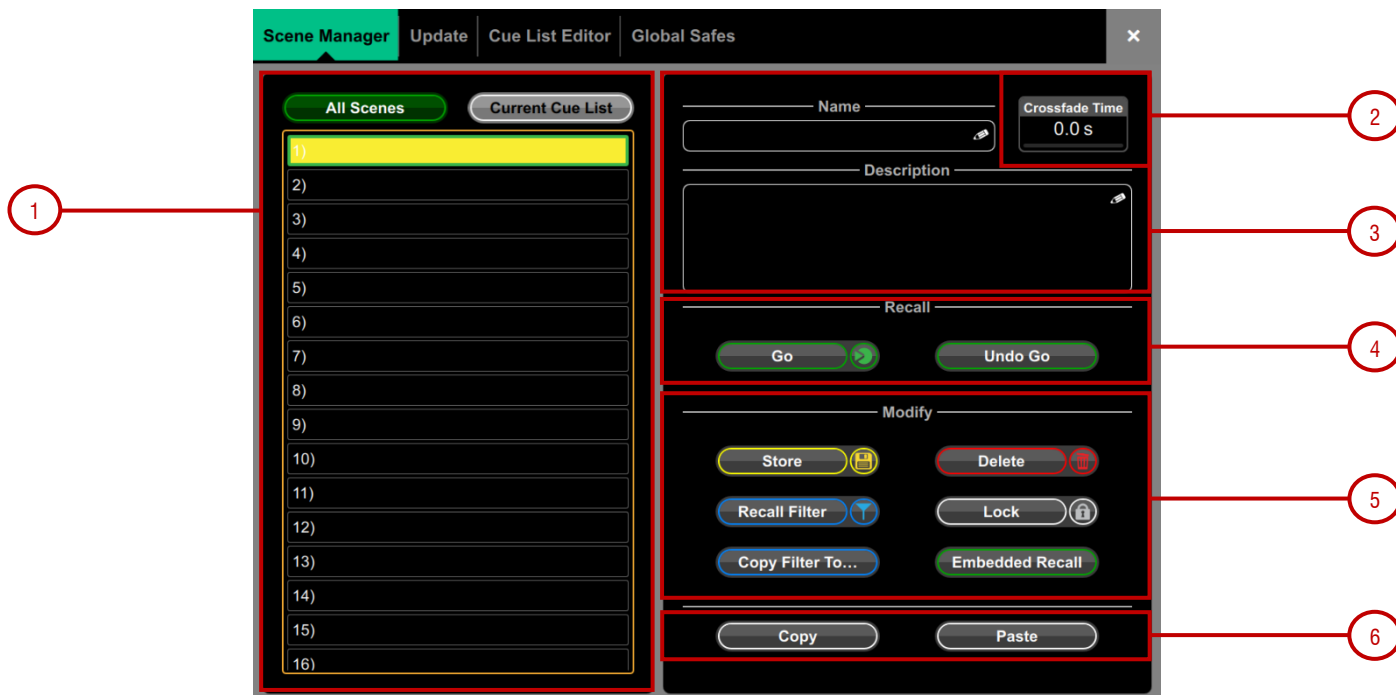 Scene Manager Update Cue List Editor Global Safes ×
All Scenes Current Cue List
1)
2)
3)
4)
5)
6)
7)
8)
9)
10)
11)
12)
13)
14)
15)
16)
Name
Crossfade Time
0.0 s
Description
Recall
Go Undo Go
Modify
Store Delete
Recall Filter Lock
Copy Filter To... Embedded Recall
Copy Paste
1
2
3
4
5
6